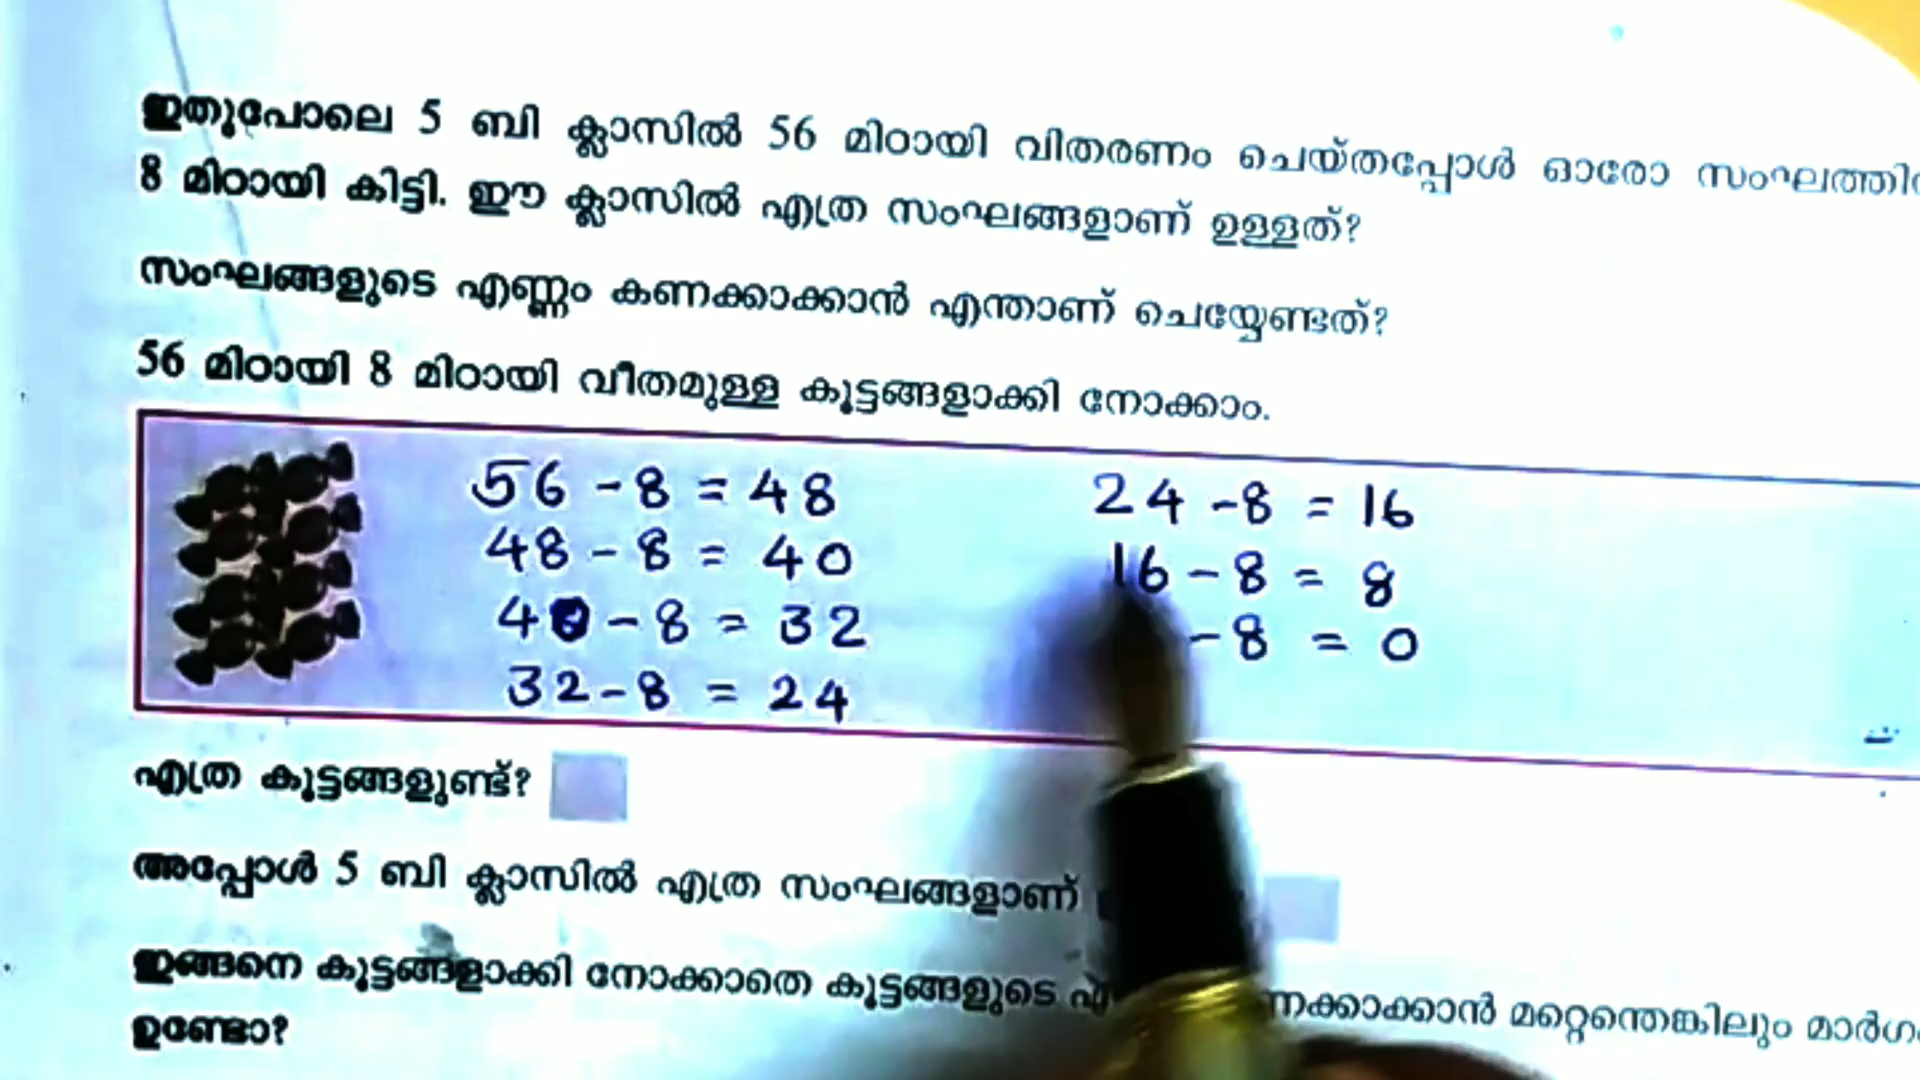 ഇതുപോലെ 5 ബി ക്ലാസിൽ 56 മിഠായി വിതരണം ചെയ്തപ്പോൾ ഓരോ
8 മിഠായി കിട്ടി. ഈ ക്ലാസിൽ എത്ര സംഘങ്ങളാണ് ഉള്ളത്?
സംഘങ്ങളുടെ എണ്ണം കണക്കാക്കാൻ എന്താണ് ചെയ്യേണ്ടത്?
56 മിഠായി 8 മിഠായി വീതമുള്ള കൂട്ടങ്ങളാക്കി നോക്കാം.
56 - 8 = 48
48 - 8 = 40
40 - 8 = 32
32 - 8 = 24
24 - 8 = 16
16 - 8 = 8
- 8 = 0
എത്ര കൂട്ടങ്ങളുണ്ട്?
അപ്പോൾ 5 ബി ക്ലാസിൽ എത്ര സംഘങ്ങളാണ്
ഇങ്ങനെ കൂട്ടങ്ങളാക്കി നോക്കാതെ കൂട്ടങ്ങളുടെ മറ്റെന്തെങ്കിലും
ഉണ്ടോ?